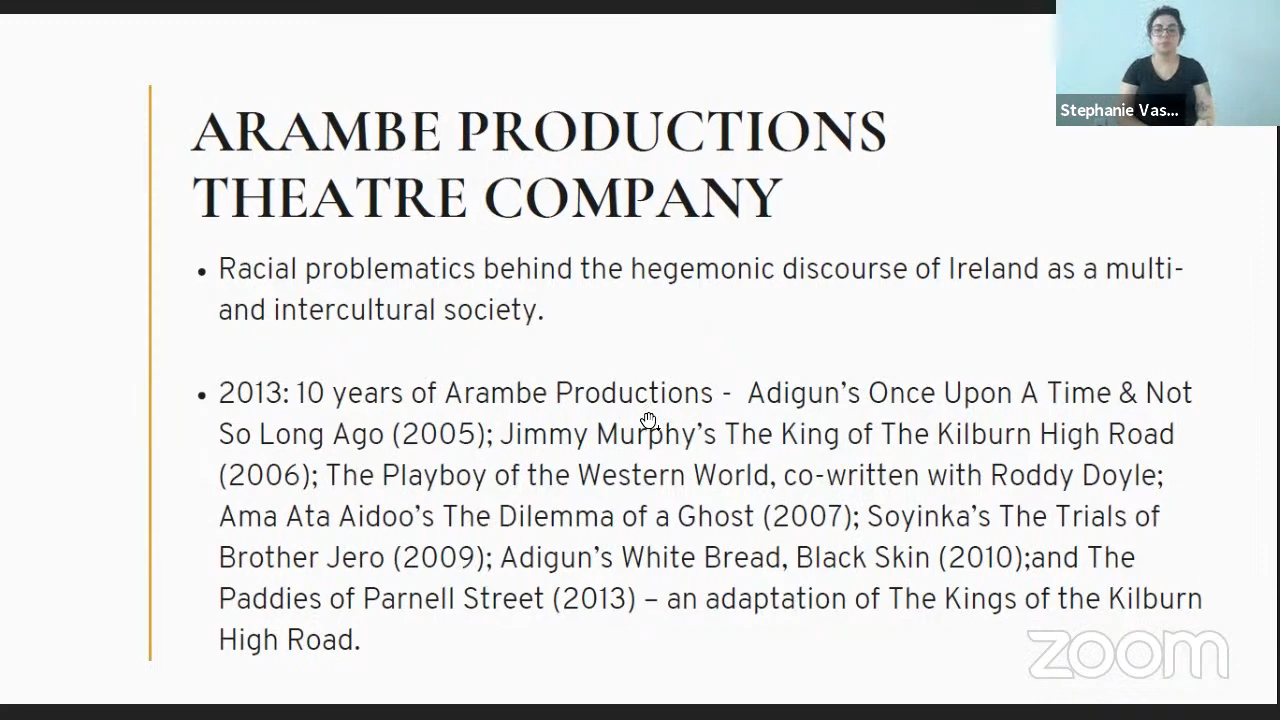 Stephanie Vas...
ARAMBE PRODUCTIONS
THEATRE COMPANY
• Racial problematics behind the hegemonic discourse of Ireland as a multi-
and intercultural society.
• 2013: 10 years of Arambe Productions - Adigun's Once Upon A Time & Not
So Long Ago (2005); Jimmy Murphy's The King of The Kilburn High Road
(2006); The Playboy of the Western World, co-written with Roddy Doyle;
Ama Ata Aidoo's The Dilemma of a Ghost (2007); Soyinka's The Trials of
Brother Jero (2009); Adigun's White Bread, Black Skin (2010);and The
Paddies of Parnell Street (2013) – an adaptation of The Kings of the Kilburn
High Road.
zoom